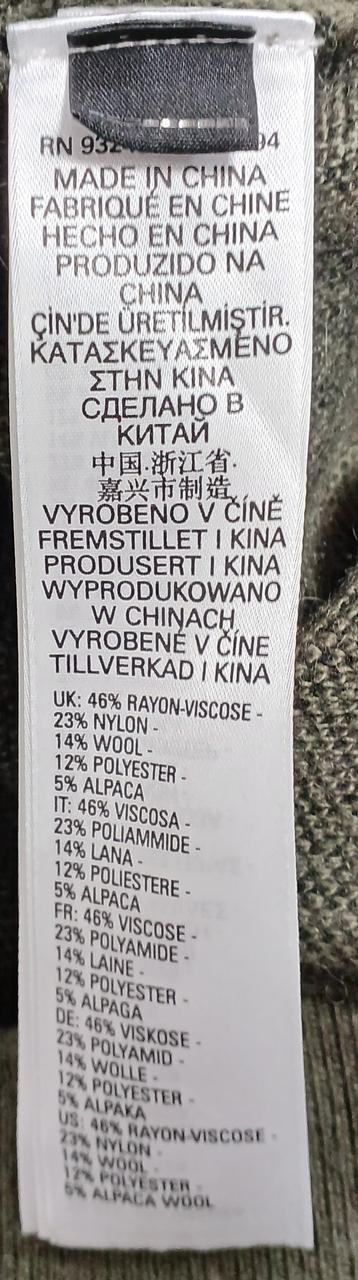 RN 932 94
MADE IN CHINA
FABRIQUÉ EN CHINE
HECHO EN CHINA
PRODUZIDO NA
CHINA
ÇİN'DE ÜRETİLMİŞTİR.
ΚΑΤΑΣΚΕΥΑΣΜΕΝΟ
ΣΤΗΝ ΚΙΝΑ
СДЕЛАНО В
КИТАЙ
中国.浙江省.
嘉兴市制造
VYROBENO V ČÍNĚ
FREMSTILLET I KINA
PRODUSERT I KINA
WYPRODUKOWANO
W CHINACH
VYROBENÉ V ČÍNE
TILLVERKAD I KINA
UK: 46% RAYON-VISCOSE -
23% NYLON -
14% WOOL -
12% POLYESTER -
5% ALPACA
IT: 46% VISCOSA -
23% POLIAMMIDE -
14% LANA -
12% POLIESTERE -
5% ALPACA
FR: 46% VISCOSE -
23% POLYAMIDE -
14% LAINE -
12% POLYESTER -
5% ALPAGA
DE: 46% VISKOSE -
23% POLYAMID -
14% WOLLE -
12% POLYESTER -
5% ALPAKA
US: 46% RAYON-VISCOSE -
23% NYLON -
14% WOOL -
12% POLYESTER -
5% ALPACA WOOL